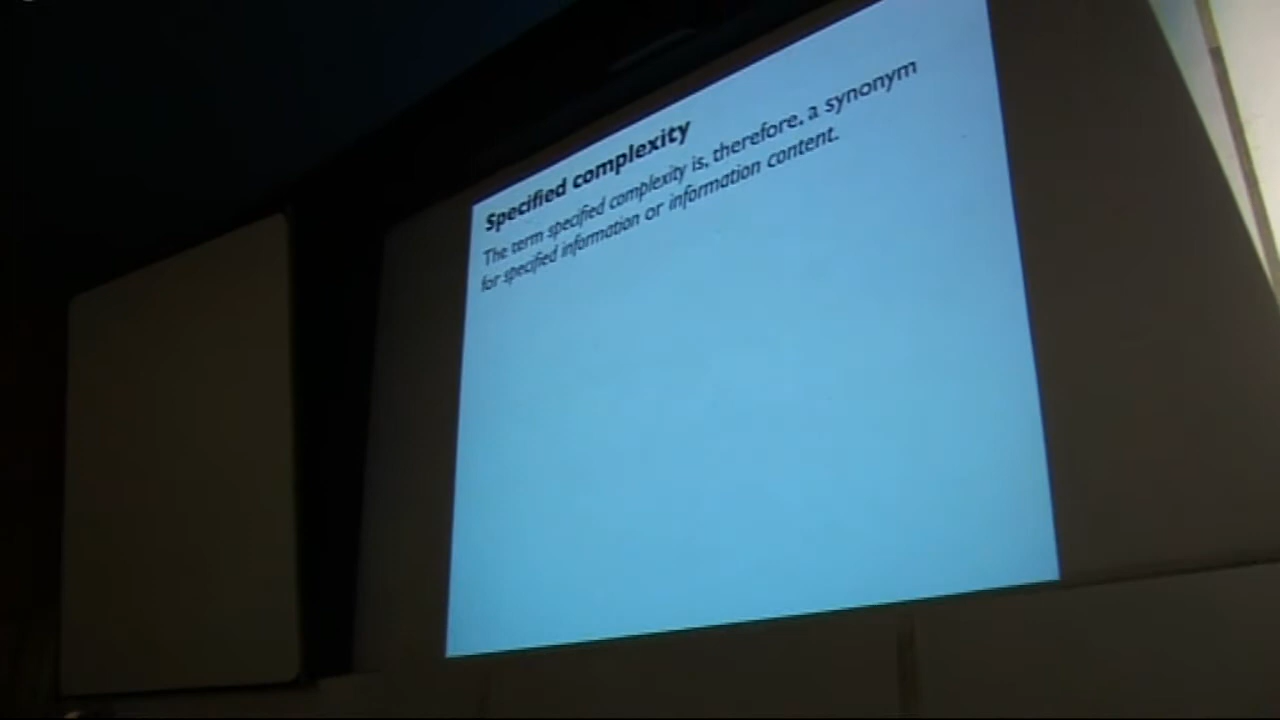 Specified complexity
The term specified complexity is, therefore, a synonym
for specified information or information content.